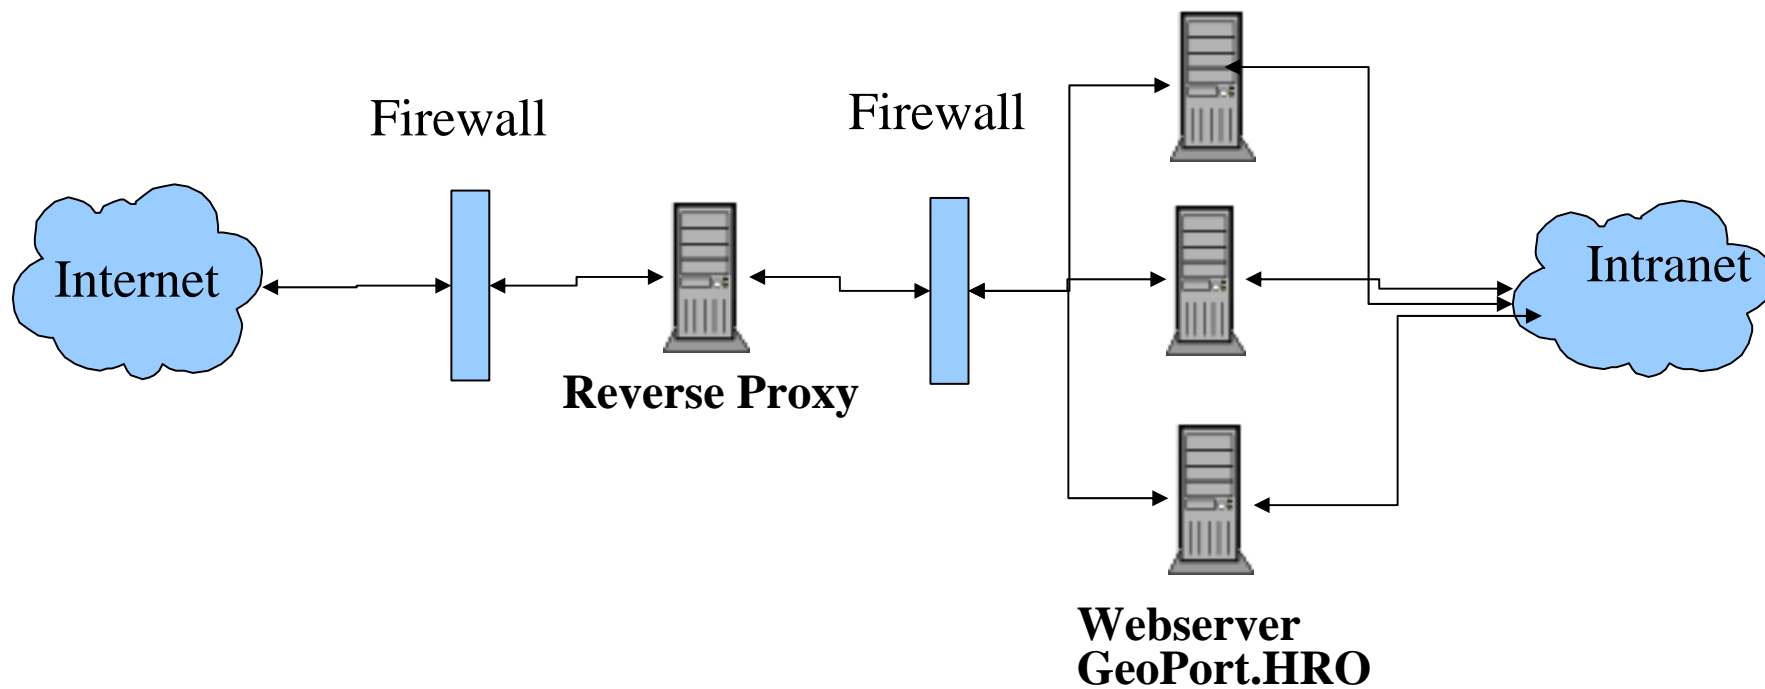 Firewall
Firewall
Internet
Intranet
Reverse Proxy
Webserver
GeoPort.HRO